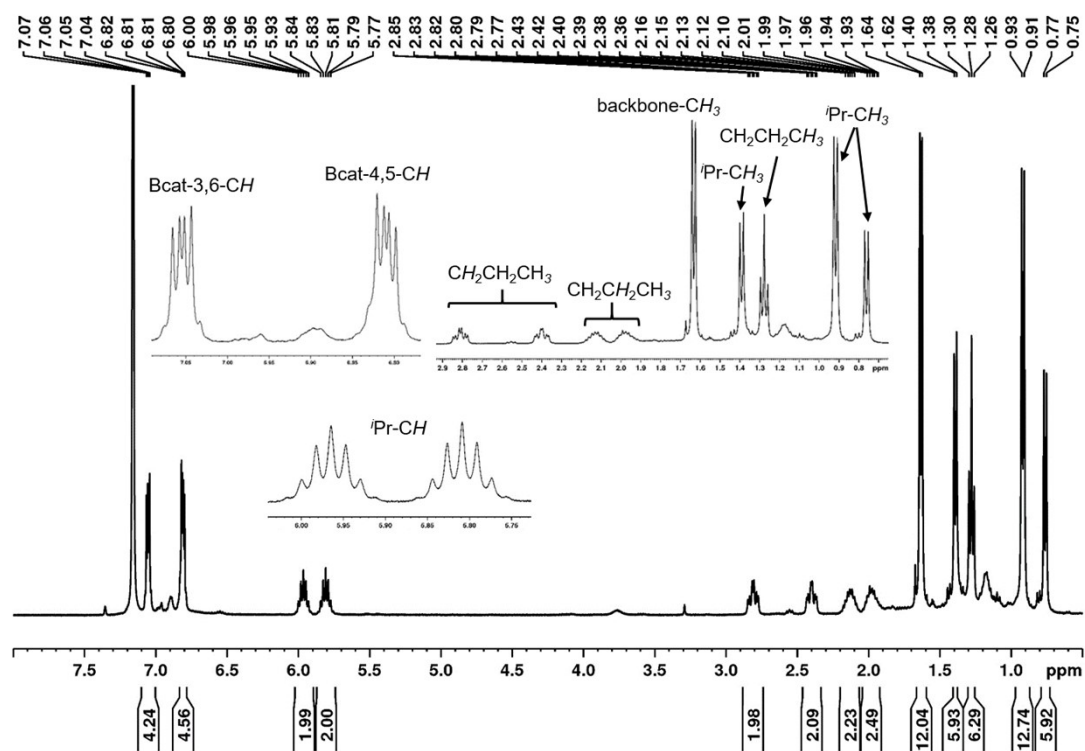 7.07 7.06 7.05 7.04 6.82 6.81 6.81 6.80 6.00 5.98 5.96 5.95 5.93 5.84 5.83 5.81 5.79 5.77 2.85 2.83 2.82 2.80 2.79 2.77 2.43 2.42 2.40 2.39 2.38 2.36 2.16 2.15 2.13 2.12 2.10 2.01 1.99 1.97 1.96 1.94 1.93 1.64 1.62 1.40 1.38 1.30 1.28 1.26 0.93 0.91 0.77 0.75
backbone-CH3
iPr-CH3
CH2CH2CH3
iPr-CH3
Bcat-3,6-CH
Bcat-4,5-CH
CH2CH2CH3
CH2CH2CH3
7.05 7.00 6.95 6.90 6.85 6.80
2.9 2.8 2.7 2.6 2.5 2.4 2.3 2.2 2.1 2.0 1.9 1.8 1.7 1.6 1.5 1.4 1.3 1.2 1.1 1.0 0.9 0.8 ppm
iPr-CH
6.00 5.95 5.90 5.85 5.80 5.75
7.5 7.0 6.5 6.0 5.5 5.0 4.5 4.0 3.5 3.0 2.5 2.0 1.5 1.0 ppm
4.24 4.56 1.99 2.00 1.98 2.09 2.23 2.49 12.04 5.93 6.29 12.74 5.92